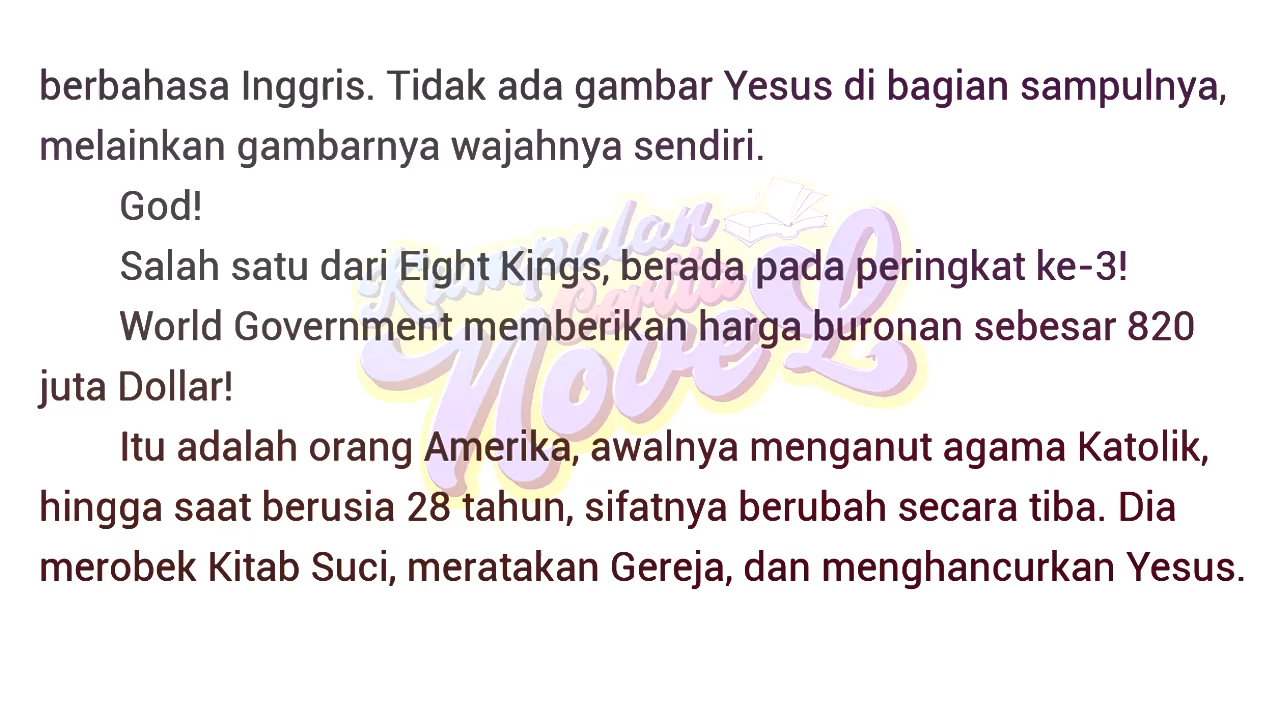 berbahasa Inggris. Tidak ada gambar Yesus di bagian sampulnya,
melainkan gambarnya wajahnya sendiri.
God!
Salah satu dari Eight Kings, berada pada peringkat ke-3!
World Government memberikan harga buronan sebesar 820
juta Dollar!
Itu adalah orang Amerika, awalnya menganut agama Katolik,
hingga saat berusia 28 tahun, sifatnya berubah secara tiba. Dia
merobek Kitab Suci, meratakan Gereja, dan menghancurkan Yesus.
Kumpulan
Cerita
Novel